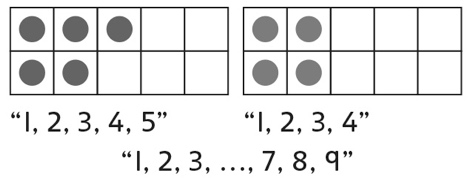 “1, 2, 3, 4, 5” “1, 2, 3, 4”
“1, 2, 3, ..., 7, 8, 9”